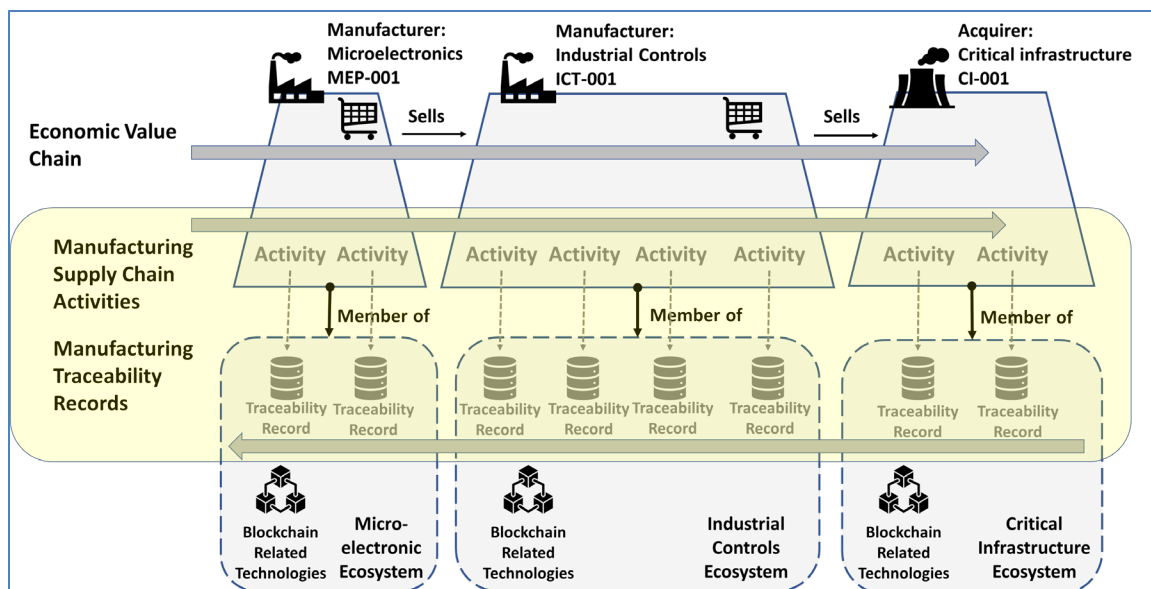 Manufacturer:
Microelectronics
MEP-001
Manufacturer:
Industrial Controls
ICT-001
Acquirer:
Critical infrastructure
CI-001
Economic Value
Chain
Sells
Sells
Manufacturing
Supply Chain
Activities
Activity
Activity
Activity
Activity
Activity
Activity
Activity
Activity
Member of
Member of
Member of
Manufacturing
Traceability
Records
Traceability
Record
Traceability
Record
Traceability
Record
Traceability
Record
Traceability
Record
Traceability
Record
Traceability
Record
Traceability
Record
Blockchain
Related
Technologies
Micro-
electronic
Ecosystem
Blockchain
Related
Technologies
Industrial
Controls
Ecosystem
Blockchain
Related
Technologies
Critical
Infrastructure
Ecosystem